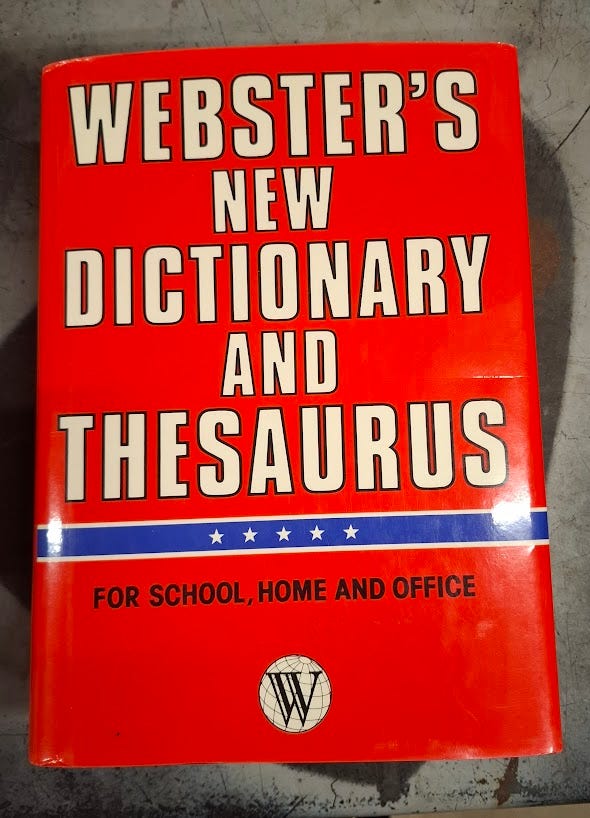 WEBSTER'S
NEW
DICTIONARY
AND
THESAURUS
FOR SCHOOL, HOME AND OFFICE
W